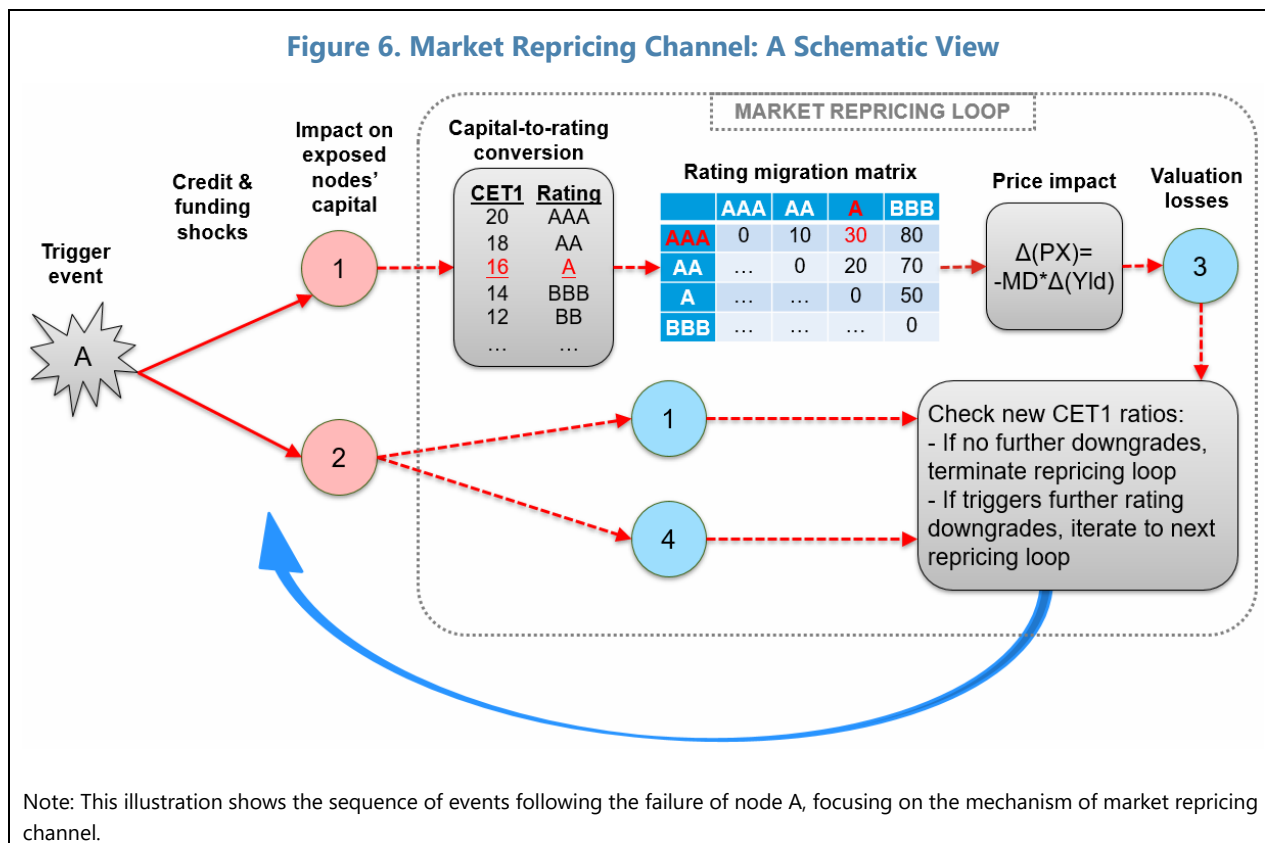 Figure 6. Market Repricing Channel: A Schematic View
MARKET REPRICING LOOP
Trigger
event
A
Credit &
funding
shocks
Impact on
exposed
nodes'
capital
1
2
Capital-to-rating
conversion
CET1 Rating
20 AAA
18 AA
16 A
14 BBB
12 BB
... ...
Rating migration matrix
AAA AA A BBB
AAA 0 10 30 80
AA ... 0 20 70
A ... ... 0 50
BBB ... ... ... 0
Price impact
Δ(PX)=
-MD*Δ(Yld)
Valuation
losses
3
1
4
Check new CET1 ratios:
- If no further downgrades,
terminate repricing loop
- If triggers further rating
downgrades, iterate to next
repricing loop
Note: This illustration shows the sequence of events following the failure of node A, focusing on the mechanism of market repricing
channel.